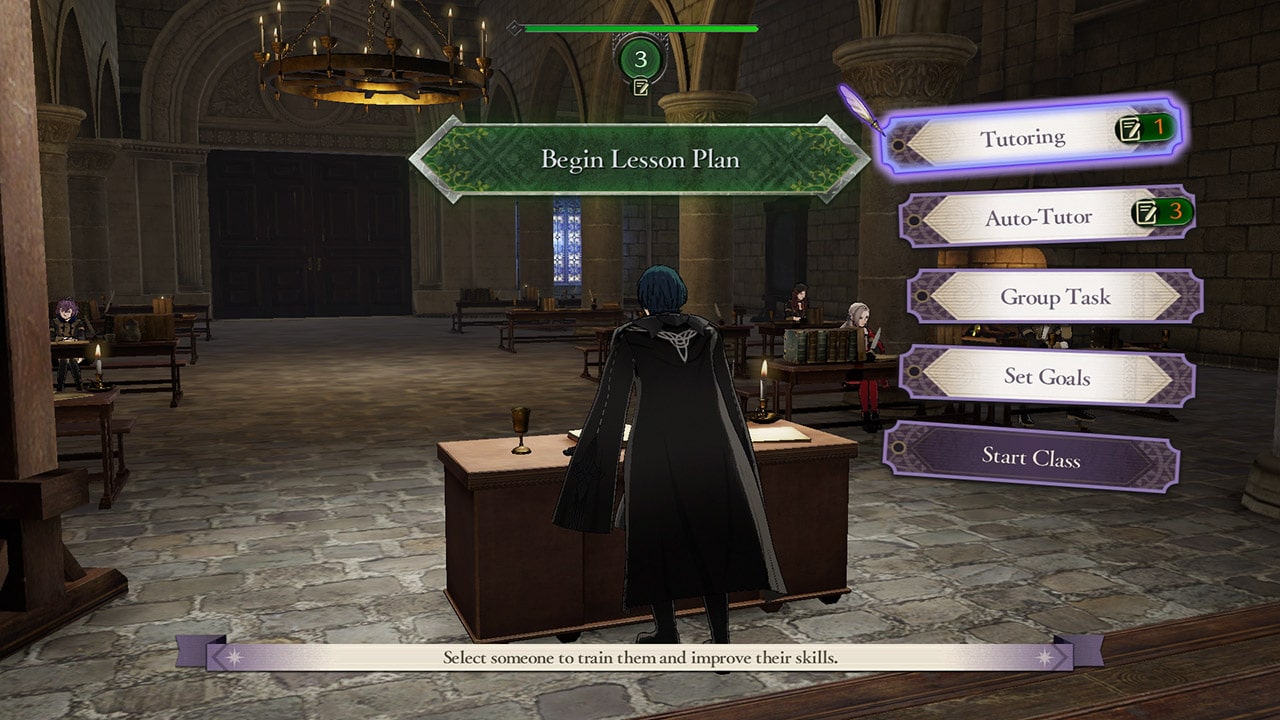 3
Begin Lesson Plan
Tutoring 1
Auto-Tutor 3
Group Task
Set Goals
Start Class
Select someone to train them and improve their skills.